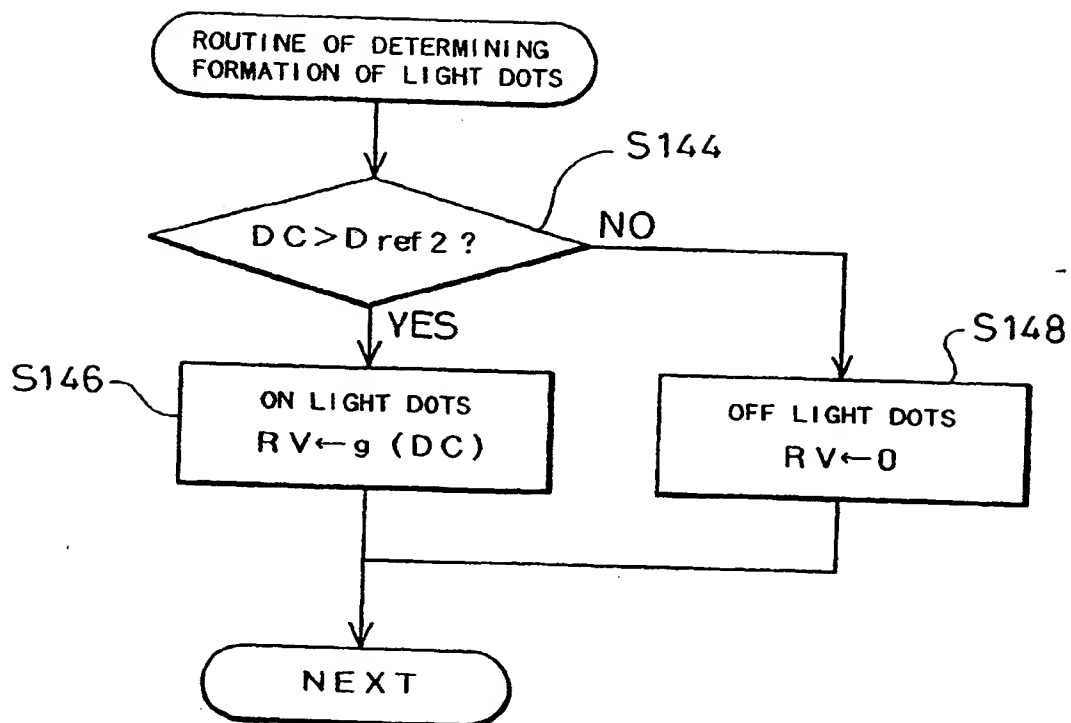 ROUTINE OF DETERMINING
FORMATION OF LIGHT DOTS
S144
DC>Dref2?
NO
YES
S146
ON LIGHT DOTS
RV←g (DC)
S148
OFF LIGHT DOTS
RV←0
NEXT